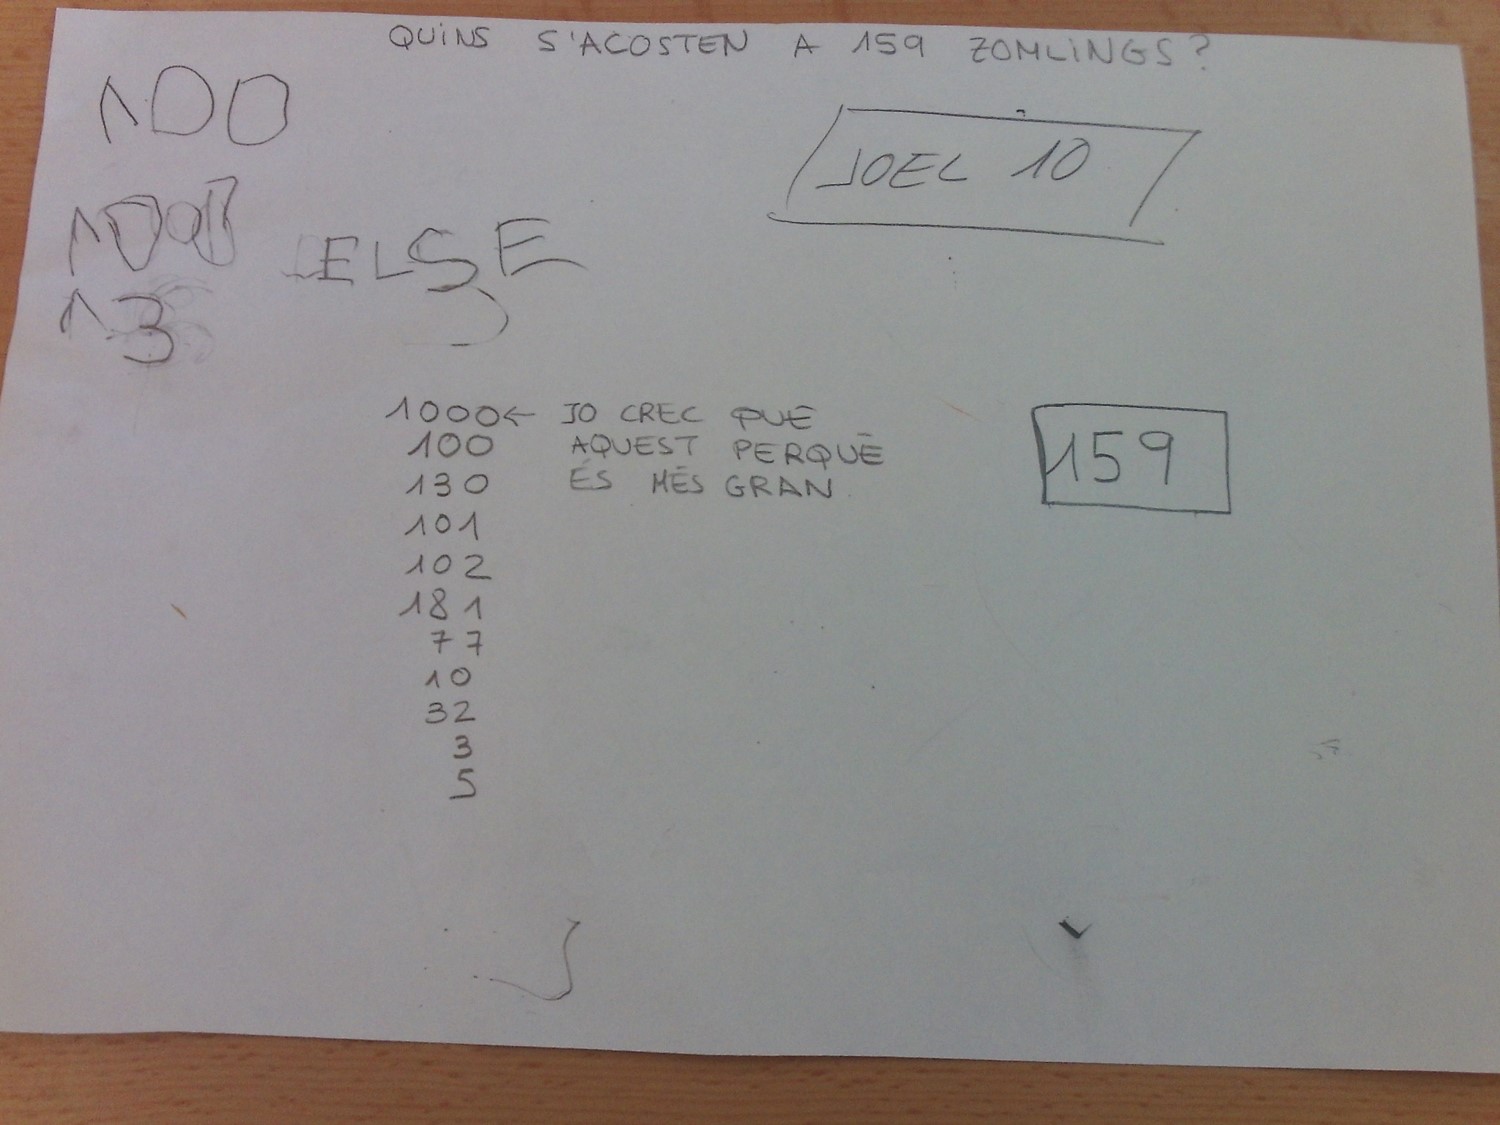 QUINS S'ACOSTEN A 159 ZOMLINGS?
100
JOEL 10
ELSE
13
1000← JO CREC QUE
100 AQUEST PERQUÈ
130 ÉS MÉS GRAN
159
101
102
181
77
10
32
3
5